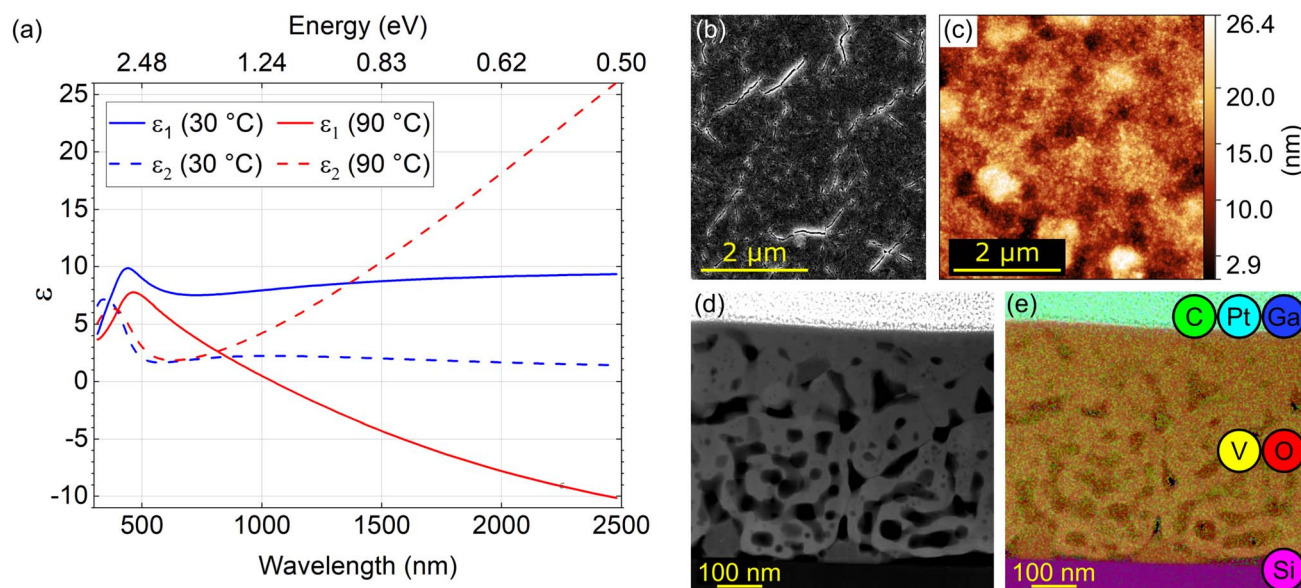 (a)
Energy (eV)
2.48 1.24 0.83 0.62 0.50
25
20
15
10
5
0
-5
-10
ε
ε₁ (30 °C) ε₁ (90 °C)
ε₂ (30 °C) ε₂ (90 °C)
500 1000 1500 2000 2500
Wavelength (nm)
(b)
2 µm
(c)
2 µm
26.4
20.0
15.0
10.0
2.9
(nm)
(d)
100 nm
(e)
C Pt Ga
V O
Si
100 nm